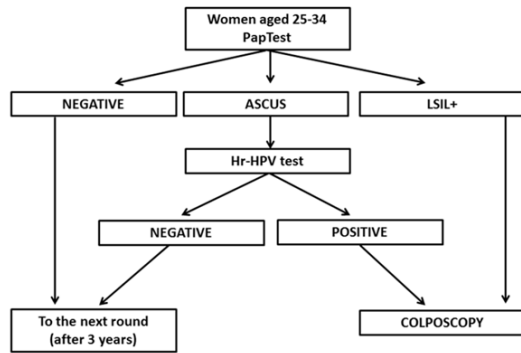 Women aged 25-34
PapTest
NEGATIVE
ASCUS
LSIL+
Hr-HPV test
NEGATIVE
POSITIVE
To the next round
(after 3 years)
COLPOSCOPY